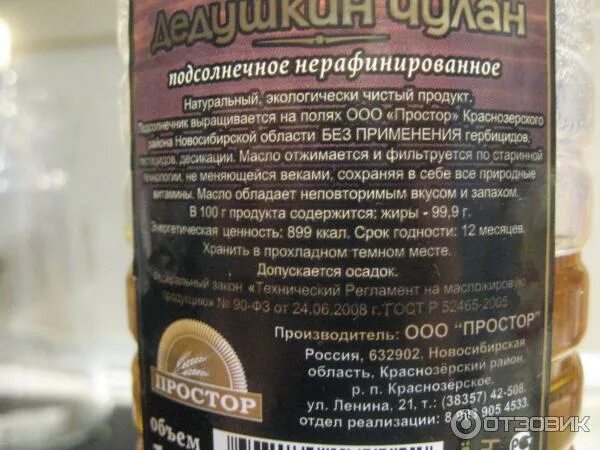 Дедушкин чулан
подсолнечное нерафинированное
Натуральный, экологически чистый продукт.
Подсолнечник выращивается на полях ООО «Простор» Краснозерского
района Новосибирской области БЕЗ ПРИМЕНЕНИЯ гербицидов,
пестицидов, десикации. Масло отжимается и фильтруется по старинной
технологии, не меняющейся веками, сохраняя в себе все природные
витамины. Масло обладает неповторимым вкусом и запахом.
В 100 г продукта содержится: жиры - 99,9 г.
Энергетическая ценность: 899 ккал. Срок годности: 12 месяцев.
Хранить в прохладном темном месте.
Допускается осадок.
Федеральный закон «Технический Регламент на масложировую
продукцию» № 90-ФЗ от 24.06.2008 г. ГОСТ Р 52465-2005
Производитель: ООО "ПРОСТОР"
Россия, 632902, Новосибирская
область, Краснозёрский район,
р. п. Краснозёрское,
ул. Ленина, 21, т.: (38357) 42-508,
отдел реализации: 8 983 905 4533.
ПРОСТОР
объем
ОТЗОВИК